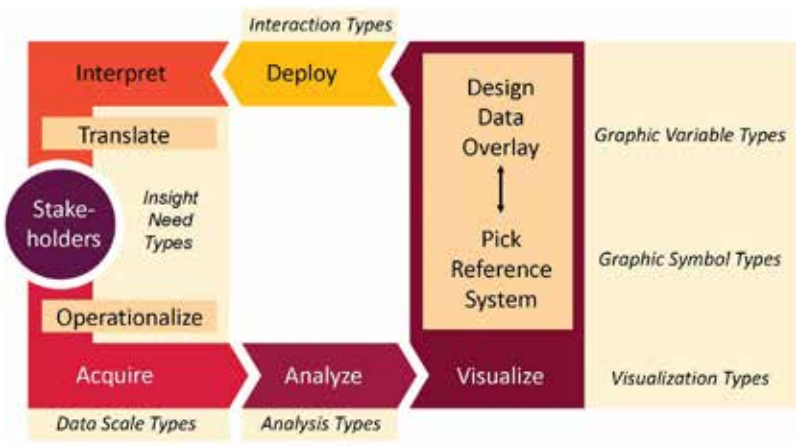 Interaction Types
Interpret
Deploy
Design
Data
Overlay
Translate
Graphic Variable Types
Stake-
holders
Insight
Need
Types
Pick
Reference
System
Graphic Symbol Types
Operationalize
Acquire
Analyze
Visualize
Visualization Types
Data Scale Types
Analysis Types